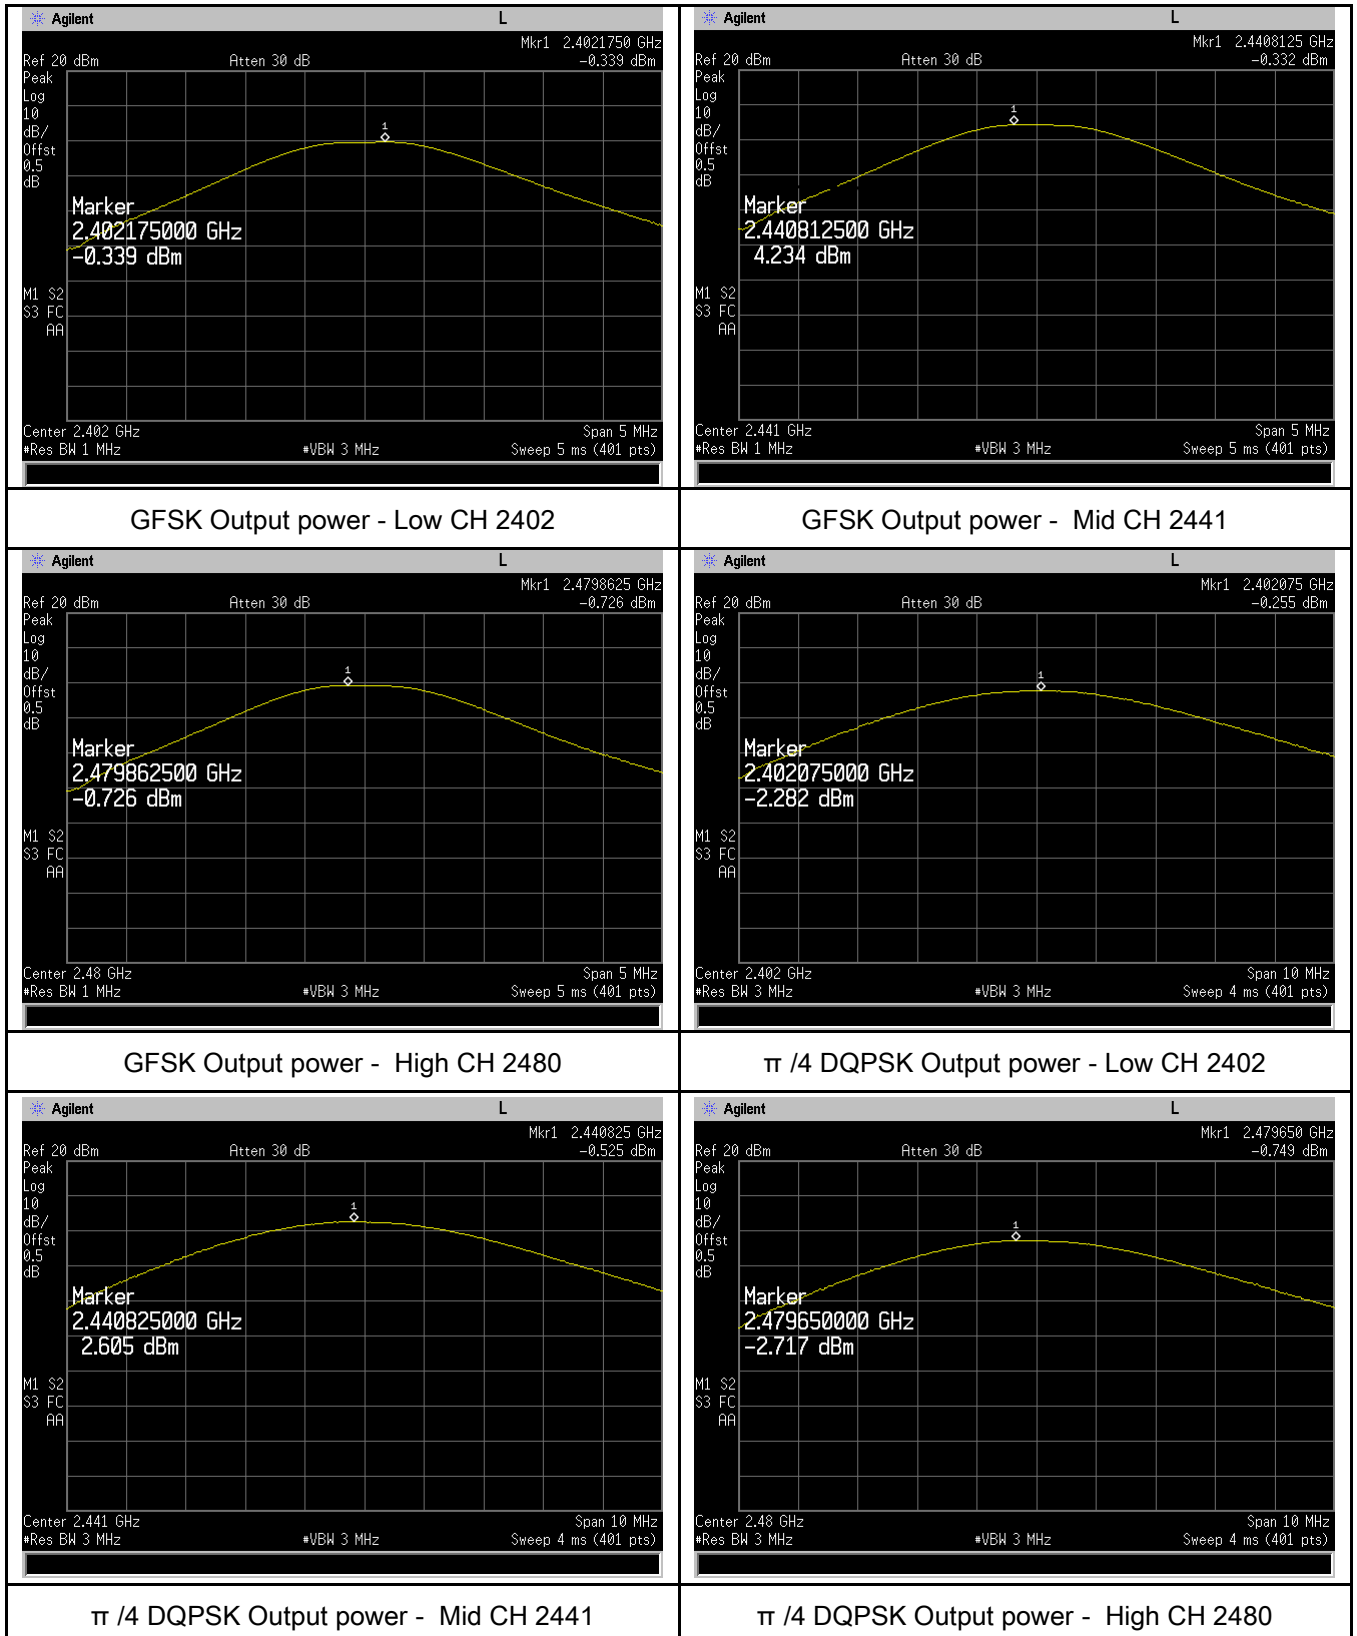 Agilent L
Mkr1 2.4021750 GHz
Ref 20 dBm Atten 30 dB -0.339 dBm
Peak
Log
10
dB/
Offst
0.5
dB
1
Marker
2.402175000 GHz
-0.339 dBm
M1 S2
S3 FC
AA
Center 2.402 GHz Span 5 MHz
#Res BW 1 MHz #VBW 3 MHz Sweep 5 ms (401 pts)
GFSK Output power - Low CH 2402
Agilent L
Mkr1 2.4408125 GHz
Ref 20 dBm Atten 30 dB -0.332 dBm
Peak
Log
10
dB/
Offst
0.5
dB
1
Marker
2.440812500 GHz
4.234 dBm
M1 S2
S3 FC
AA
Center 2.441 GHz Span 5 MHz
#Res BW 1 MHz #VBW 3 MHz Sweep 5 ms (401 pts)
GFSK Output power - Mid CH 2441
Agilent L
Mkr1 2.4798625 GHz
Ref 20 dBm Atten 30 dB -0.726 dBm
Peak
Log
10
dB/
Offst
0.5
dB
1
Marker
2.479862500 GHz
-0.726 dBm
M1 S2
S3 FC
AA
Center 2.48 GHz Span 5 MHz
#Res BW 1 MHz #VBW 3 MHz Sweep 5 ms (401 pts)
GFSK Output power - High CH 2480
Agilent L
Mkr1 2.402075 GHz
Ref 20 dBm Atten 30 dB -0.255 dBm
Peak
Log
10
dB/
Offst
0.5
dB
1
Marker
2.402075000 GHz
-2.282 dBm
M1 S2
S3 FC
AA
Center 2.402 GHz Span 10 MHz
#Res BW 3 MHz #VBW 3 MHz Sweep 4 ms (401 pts)
π /4 DQPSK Output power - Low CH 2402
Agilent L
Mkr1 2.440825 GHz
Ref 20 dBm Atten 30 dB -0.525 dBm
Peak
Log
10
dB/
Offst
0.5
dB
1
Marker
2.440825000 GHz
2.605 dBm
M1 S2
S3 FC
AA
Center 2.441 GHz Span 10 MHz
#Res BW 3 MHz #VBW 3 MHz Sweep 4 ms (401 pts)
π /4 DQPSK Output power - Mid CH 2441
Agilent L
Mkr1 2.479650 GHz
Ref 20 dBm Atten 30 dB -0.749 dBm
Peak
Log
10
dB/
Offst
0.5
dB
1
Marker
2.479650000 GHz
-2.717 dBm
M1 S2
S3 FC
AA
Center 2.48 GHz Span 10 MHz
#Res BW 3 MHz #VBW 3 MHz Sweep 4 ms (401 pts)
π /4 DQPSK Output power - High CH 2480